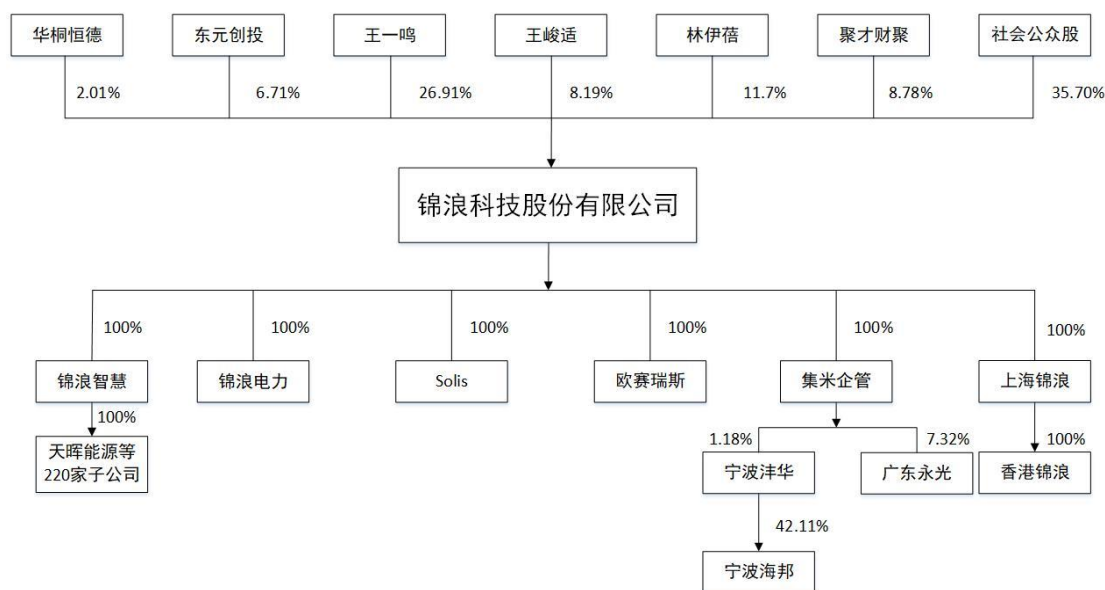 华桐恒德
东元创投
王一鸣
王峻适
林伊蓓
聚才财聚
社会公众股
2.01%
6.71%
26.91%
8.19%
11.7%
8.78%
35.70%
锦浪科技股份有限公司
100%
100%
100%
100%
100%
100%
锦浪智慧
锦浪电力
Solis
欧赛瑞斯
集米企管
上海锦浪
100%
1.18%
7.32%
100%
天晖能源等
220家子公司
宁波沣华
广东永光
香港锦浪
42.11%
宁波海邦